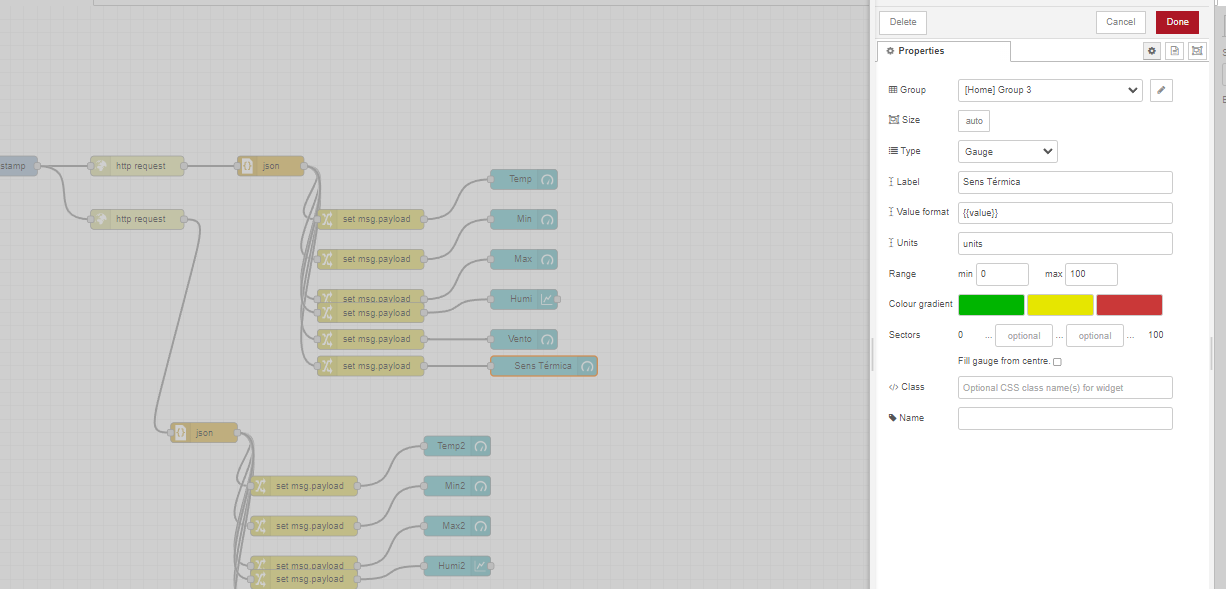 Delete Cancel Done
Properties
Group [Home] Group 3
Size auto
Type Gauge
Label Sens Térmica
Value format {{value}}
Units units
Range min 0 max 100
Colour gradient
Sectors 0 ... optional ... optional ... 100
Fill gauge from centre.
</> Class Optional CSS class name(s) for widget
Name
stamp http request {} json
http request
Temp
set msg.payload Min
set msg.payload Max
set msg.payload Humi
set msg.payload
set msg.payload Vento
set msg.payload Sens Térmica
{} json
Temp2
set msg.payload Min2
set msg.payload Max2
set msg.payload Humi2
set msg.payload